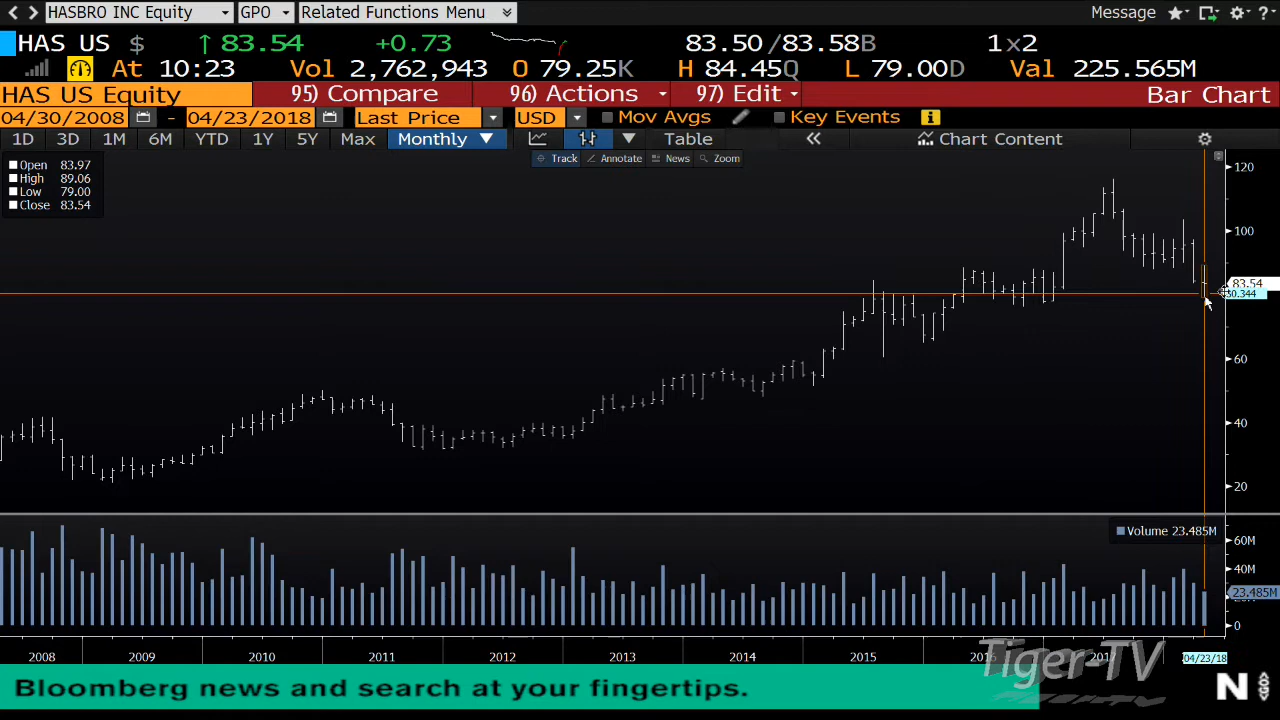 HASBRO INC Equity GPO Related Functions Menu Message
HAS US $ ↑ 83.54 +0.73 83.50 /83.58B 1x2
At 10:23 Vol 2,762,943 O 79.25K H 84.45Q L 79.00D Val 225.565M
HAS US Equity 95) Compare 96) Actions 97) Edit Bar Chart
04/30/2008 - 04/23/2018 Last Price USD Mov Avgs Key Events
1D 3D 1M 6M YTD 1Y 5Y Max Monthly ▼ Table « Chart Content
Track Annotate News Zoom
Open 83.97
High 89.06
Low 79.00
Close 83.54
120
100
83.54
80.344
60
40
20
Volume 23.485M
60M
40M
23.485M
0
2008 2009 2010 2011 2012 2013 2014 2015 2016 04/23/18
Tiger-TV
Bloomberg news and search at your fingertips.
N